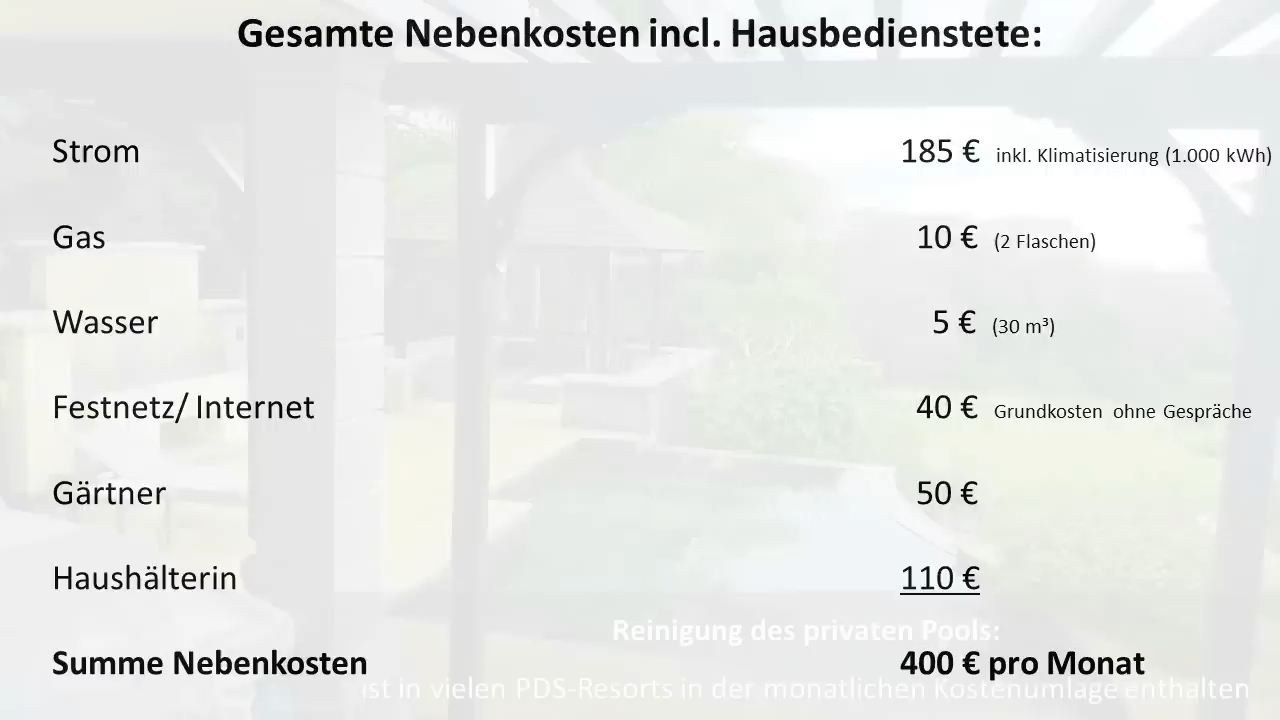 Gesamte Nebenkosten incl. Hausbedienstete:
Strom 185 € inkl. Klimatisierung (1.000 kWh)
Gas 10 € (2 Flaschen)
Wasser 5 € (30 m³)
Festnetz/ Internet 40 € Grundkosten ohne Gespräche
Gärtner 50 €
Haushälterin 110 €
Reinigung des privaten Pools:
Summe Nebenkosten 400 € pro Monat
ist in vielen PDS-Resorts in der monatlichen Kostenumlage enthalten